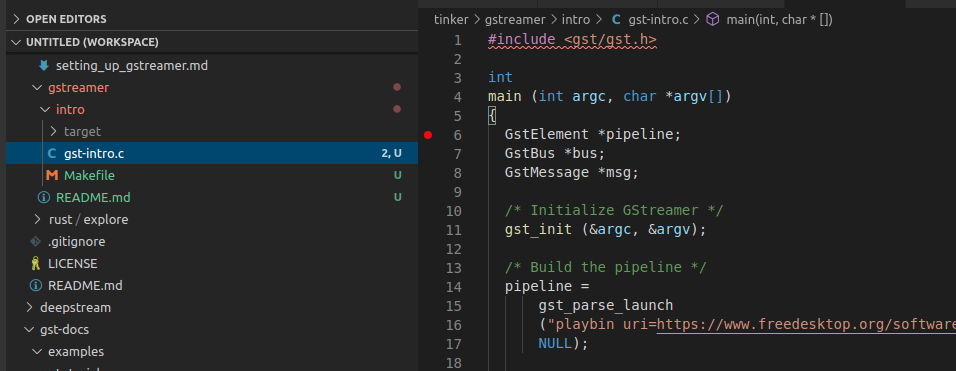 OPEN EDITORS
UNTITLED (WORKSPACE)
setting_up_gstreamer.md
gstreamer
intro
target
C gst-intro.c 2, U
Makefile U
README.md U
rust / explore
.gitignore
LICENSE
README.md
deepstream
gst-docs
examples
tinker > gstreamer > intro > C gst-intro.c > main(int, char * [])
1 #include <gst/gst.h>
2
3 int
4 main (int argc, char *argv[])
5 {
6 GstElement *pipeline;
7 GstBus *bus;
8 GstMessage *msg;
9
10 /* Initialize GStreamer */
11 gst_init (&argc, &argv);
12
13 /* Build the pipeline */
14 pipeline =
15 gst_parse_launch
16 ("playbin uri=https://www.freedesktop.org/software
17 NULL);
18